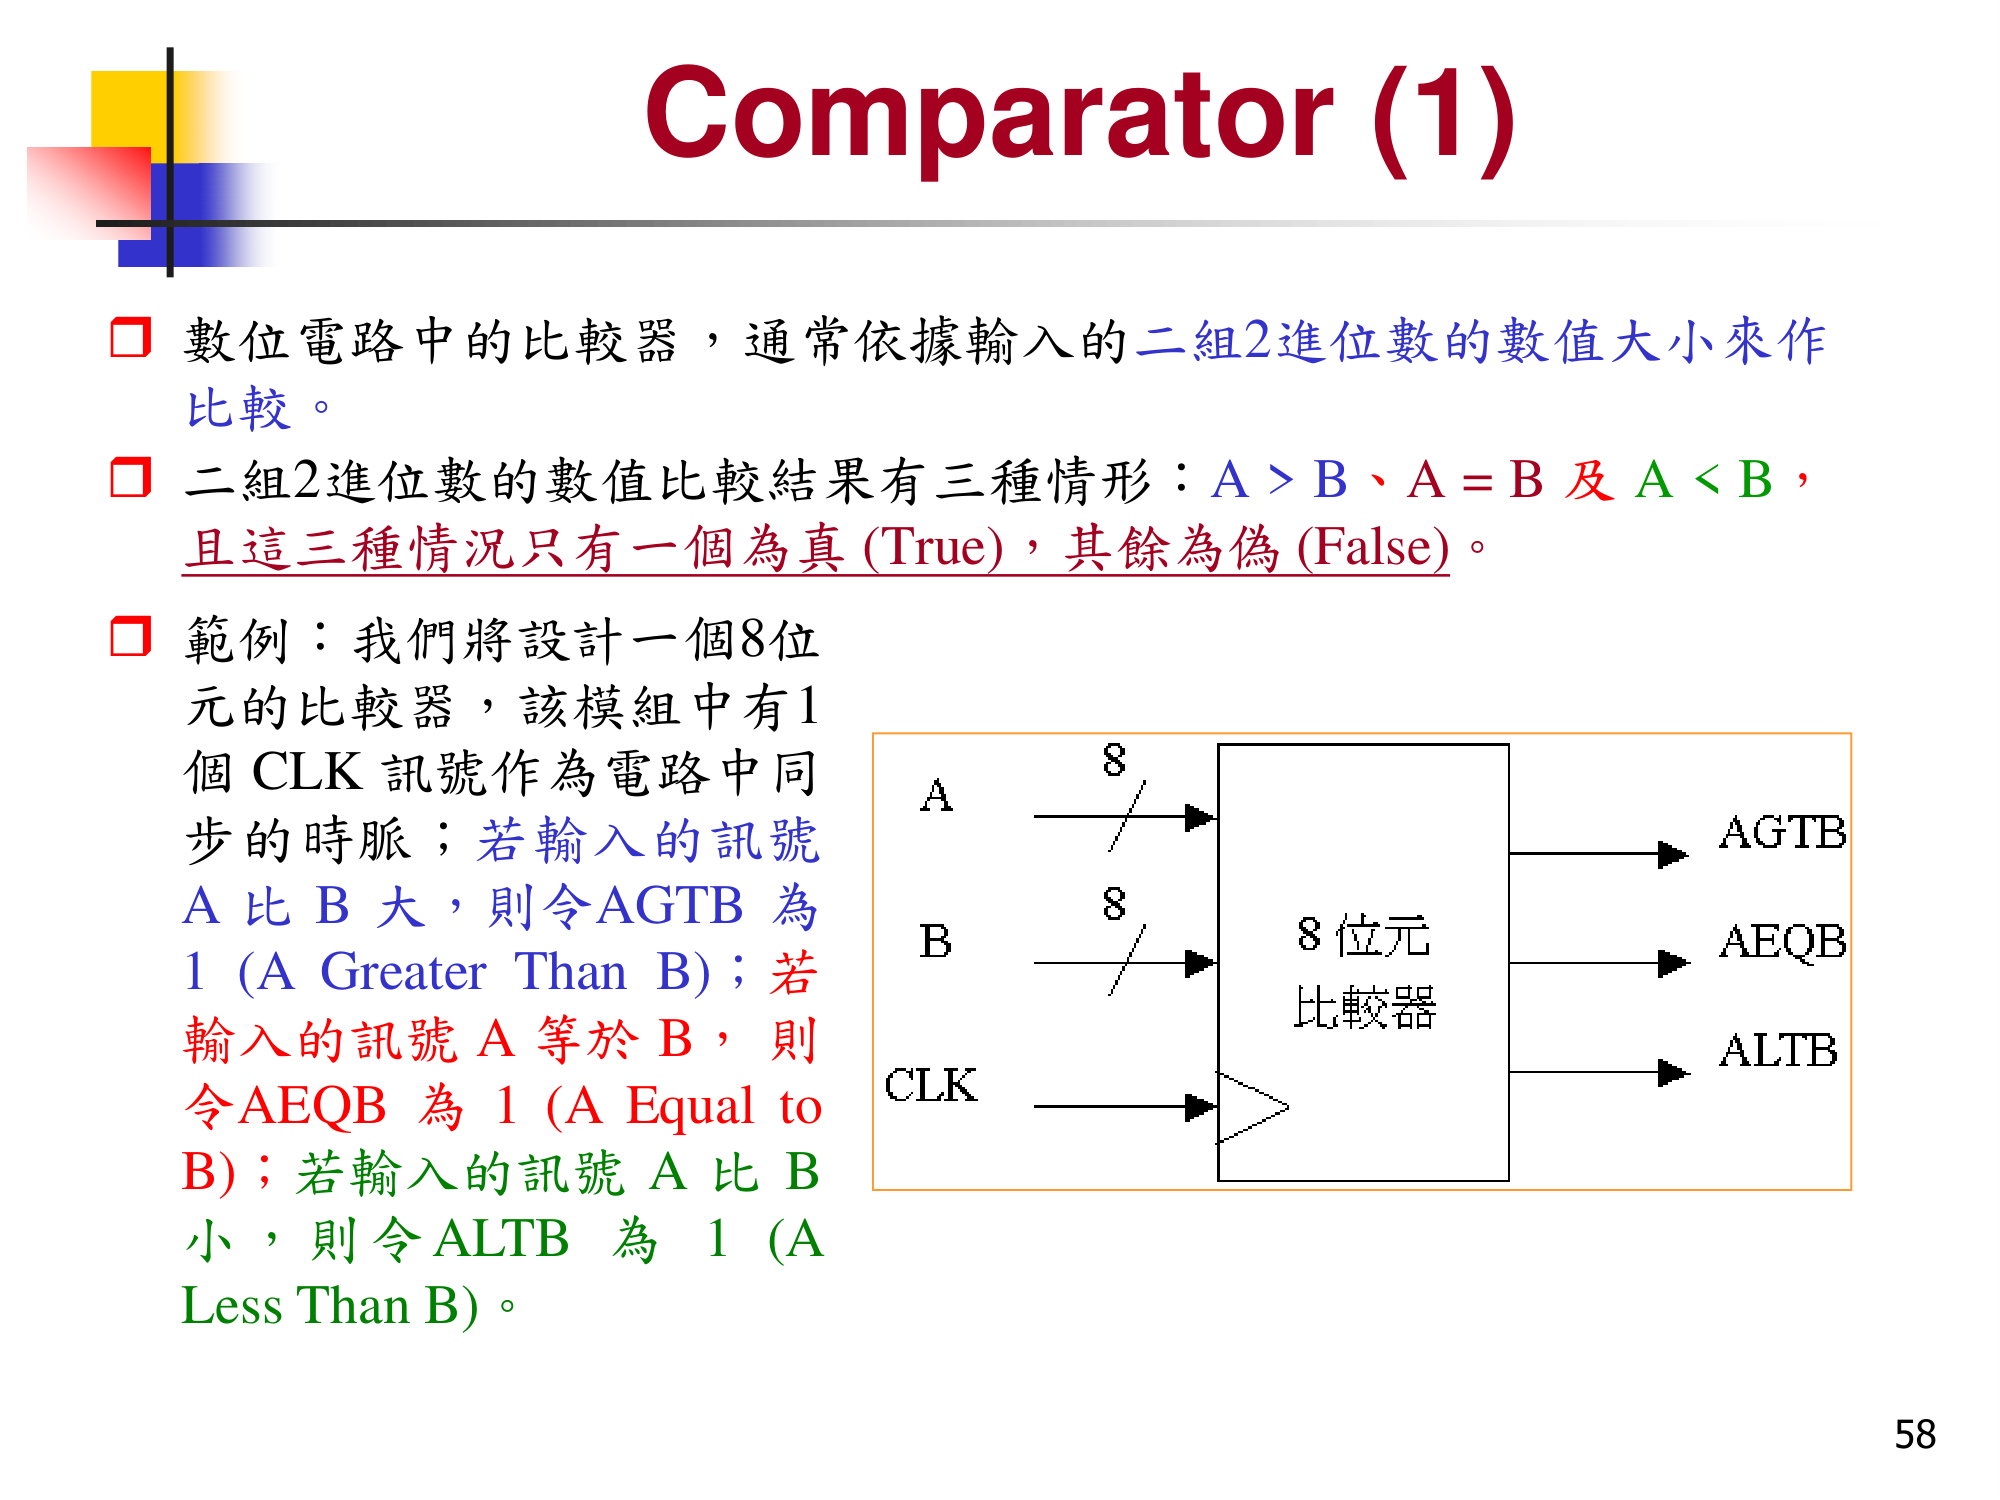 Comparator (1)
數位電路中的比較器，通常依據輸入的二組2進位數的數值大小來作
比較。
二組2進位數的數值比較結果有三種情形：A > B、A = B 及 A < B，
且這三種情況只有一個為真 (True)，其餘為偽 (False)。
範例：我們將設計一個8位
元的比較器，該模組中有1
個 CLK 訊號作為電路中同
步的時脈；若輸入的訊號
A 比 B 大，則令AGTB 為
1 (A Greater Than B)；若
輸入的訊號 A 等於 B， 則
令AEQB 為 1 (A Equal to
B)；若輸入的訊號 A 比 B
小，則令ALTB 為 1 (A
Less Than B)。
8
A
AGTB
8
B
8 位元
比較器
AEQB
ALTB
CLK
58